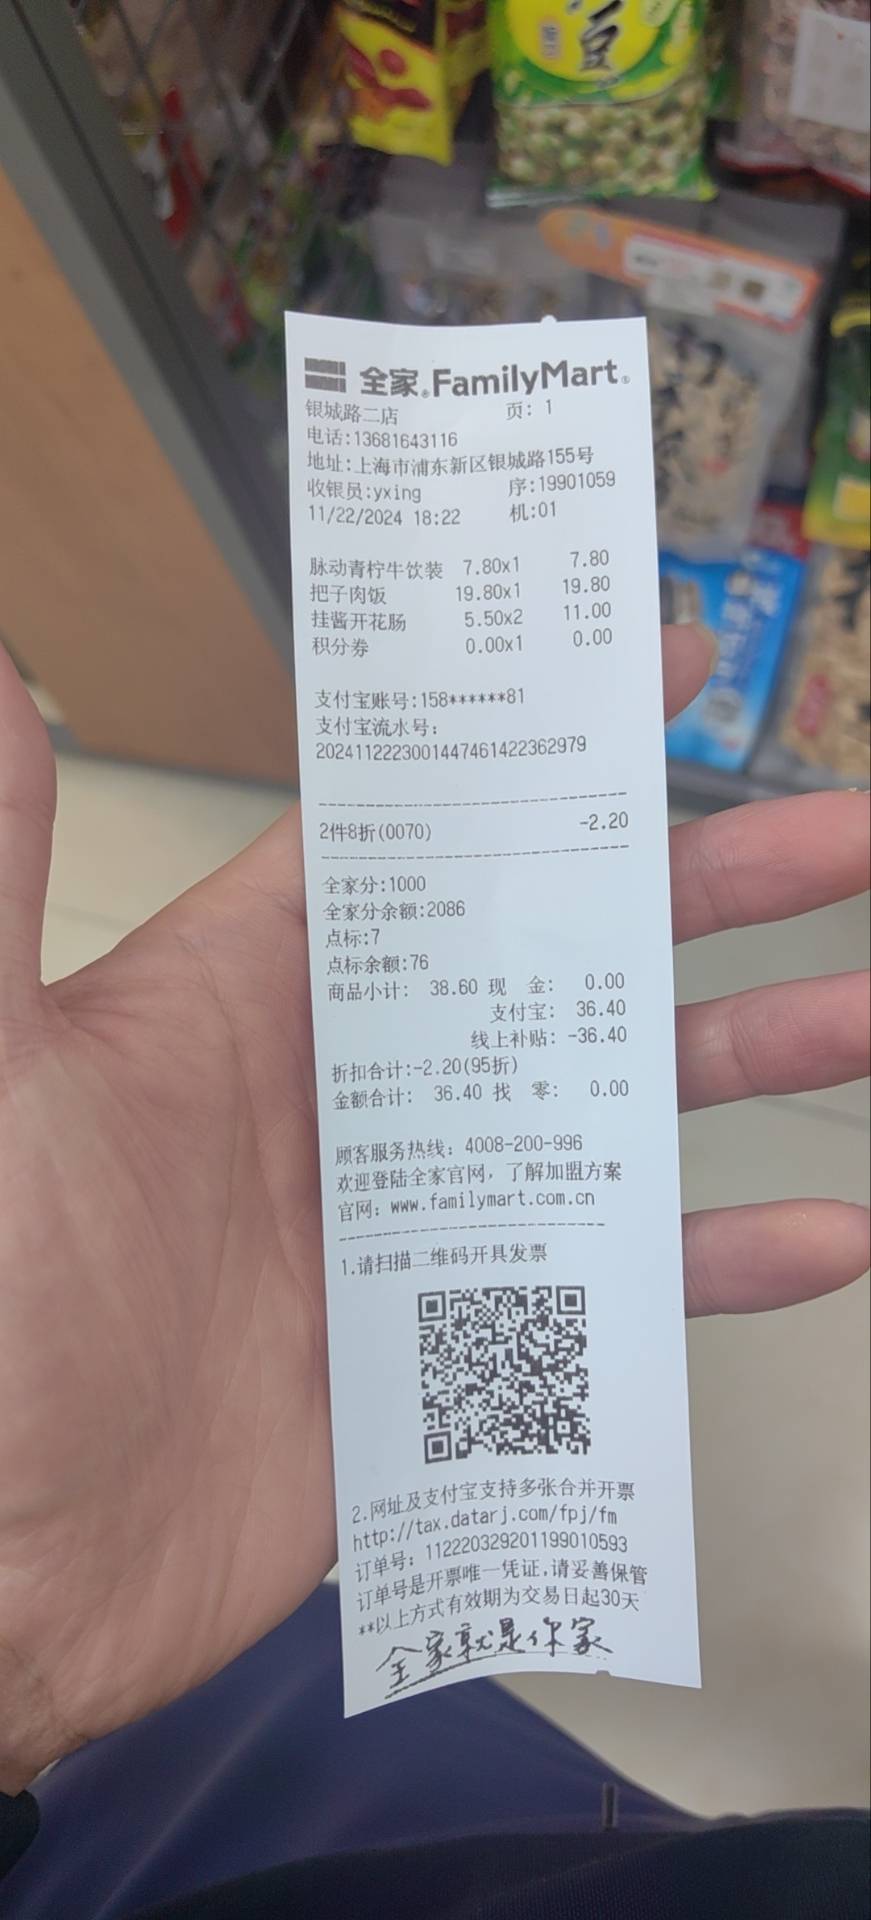 豆
全家®FamilyMart®
银城路二店 页: 1
电话:13681643116
地址:上海市浦东新区银城路155号
收银员:yxing 序:19901059
11/22/2024 18:22 机:01
脉动青柠牛饮装 7.80x1 7.80
把子肉饭 19.80x1 19.80
挂酱开花肠 5.50x2 11.00
积分券 0.00x1 0.00
支付宝账号:158******81
支付宝流水号:
2024112223001447461422362979
2件8折(0070) -2.20
全家分:1000
全家分余额:2086
点标:7
点标余额:76
商品小计: 38.60 现 金: 0.00
支付宝: 36.40
线上补贴: -36.40
折扣合计:-2.20(95折)
金额合计: 36.40 找 零: 0.00
顾客服务热线: 4008-200-996
欢迎登陆全家官网，了解加盟方案
官网: www.familymart.com.cn
1.请扫描二维码开具发票
2.网址及支付宝支持多张合并开票
http://tax.datarj.com/fpj/fm
订单号: 112220329201199010593
订单号是开票唯一凭证,请妥善保管
**以上方式有效期为交易日起30天
全家就是你家